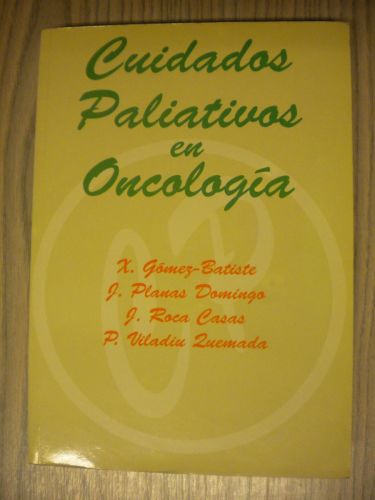 Cuidados
Paliativos
en
Oncología
X. Gómez-Batiste
J. Planas Domingo
J. Roca Casas
P. Viladiu Quemada